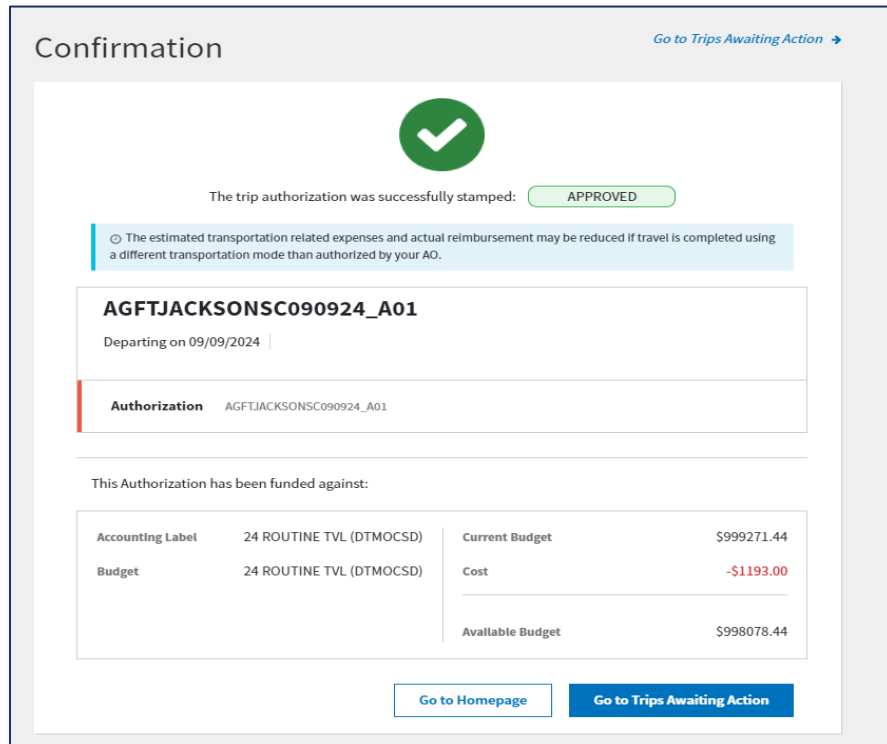 Confirmation
Go to Trips Awaiting Action →
The trip authorization was successfully stamped: APPROVED
The estimated transportation related expenses and actual reimbursement may be reduced if travel is completed using
a different transportation mode than authorized by your AO.
AGFTJACKSONSC090924_A01
Departing on 09/09/2024
Authorization AGFTJACKSONSC090924_A01
This Authorization has been funded against:
Accounting Label 24 ROUTINE TVL (DTMOCSD)
Budget 24 ROUTINE TVL (DTMOCSD)
Current Budget $999271.44
Cost -$1193.00
Available Budget $998078.44
Go to Homepage
Go to Trips Awaiting Action